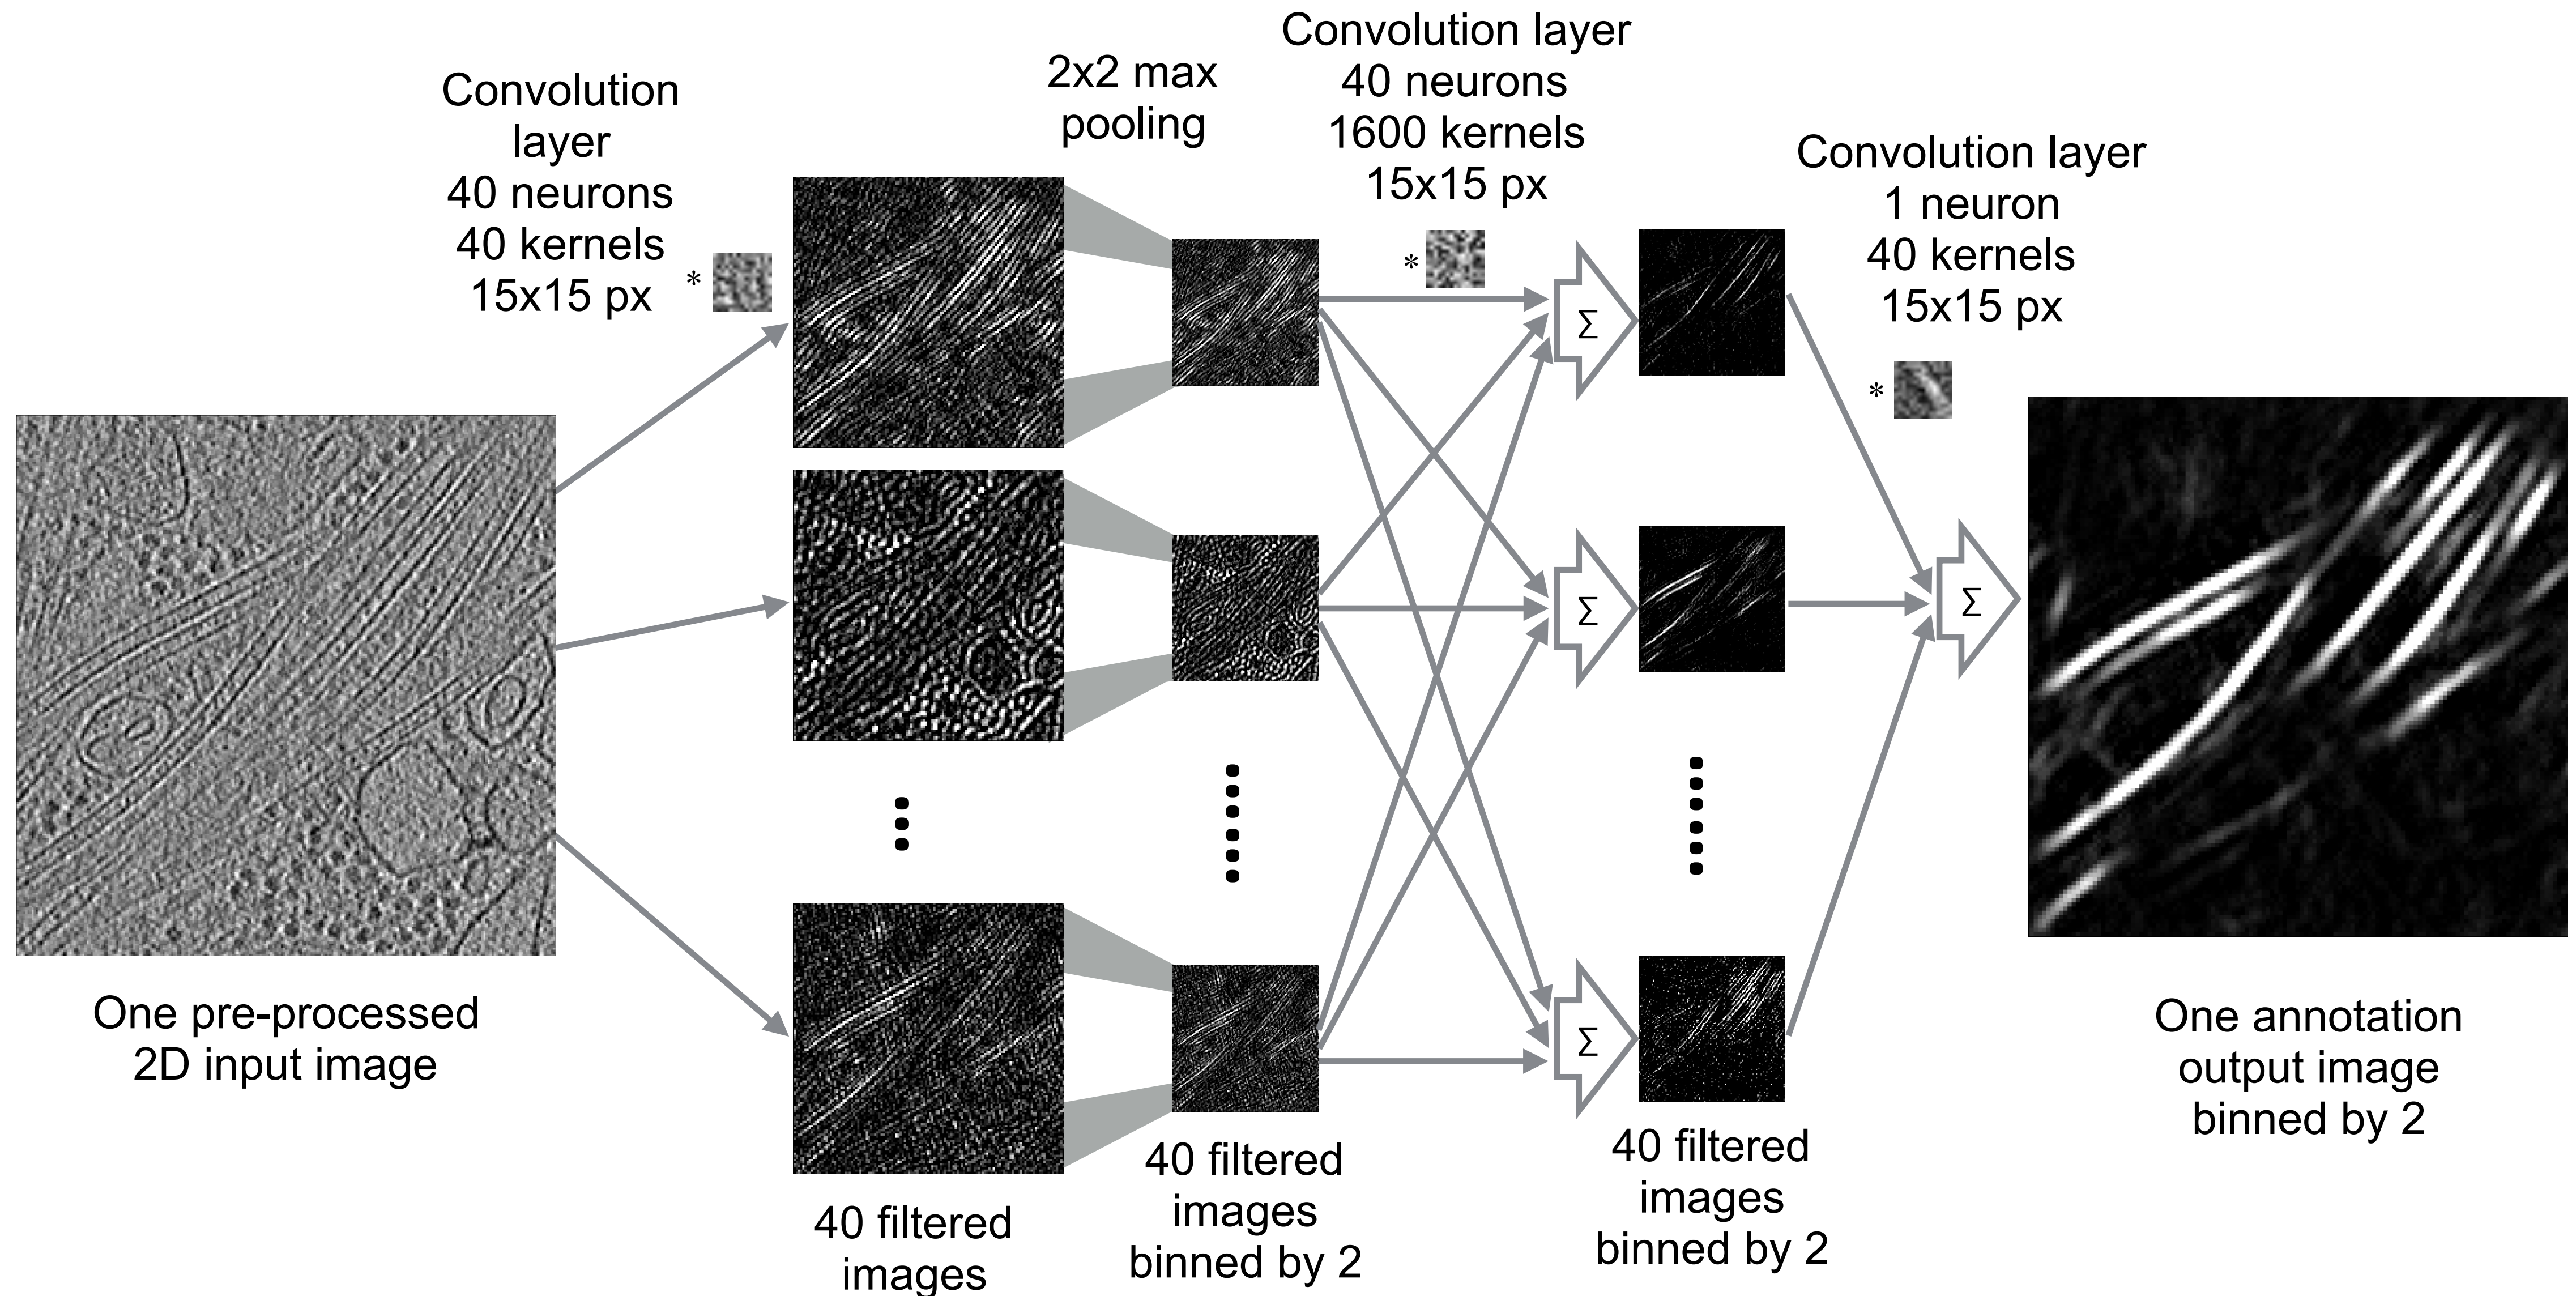 Convolution
layer
40 neurons
40 kernels
15x15 px
*
2x2 max
pooling
Convolution layer
40 neurons
1600 kernels
15x15 px
*
Convolution layer
1 neuron
40 kernels
15x15 px
*
Σ
Σ
Σ
Σ
One pre-processed
2D input image
40 filtered
images
40 filtered
images
binned by 2
40 filtered
images
binned by 2
One annotation
output image
binned by 2